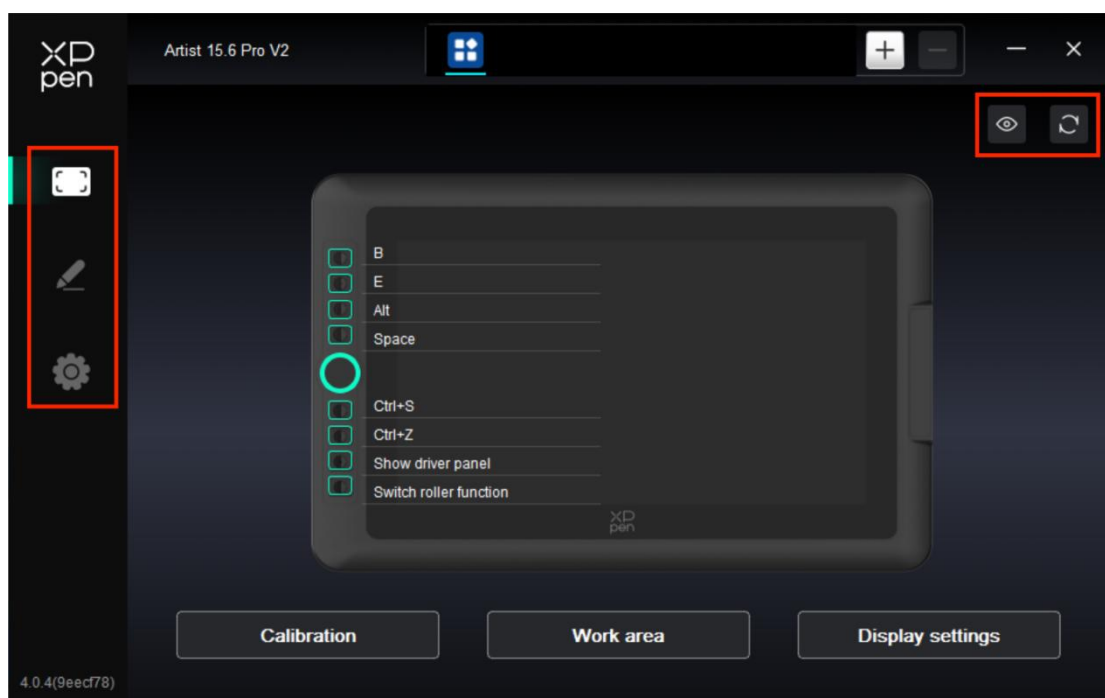 XP
pen
Artist 15.6 Pro V2
B
E
Alt
Space
Ctrl+S
Ctrl+Z
Show driver panel
Switch roller function
XP
pen
Calibration
Work area
Display settings
4.0.4(9eecf78)